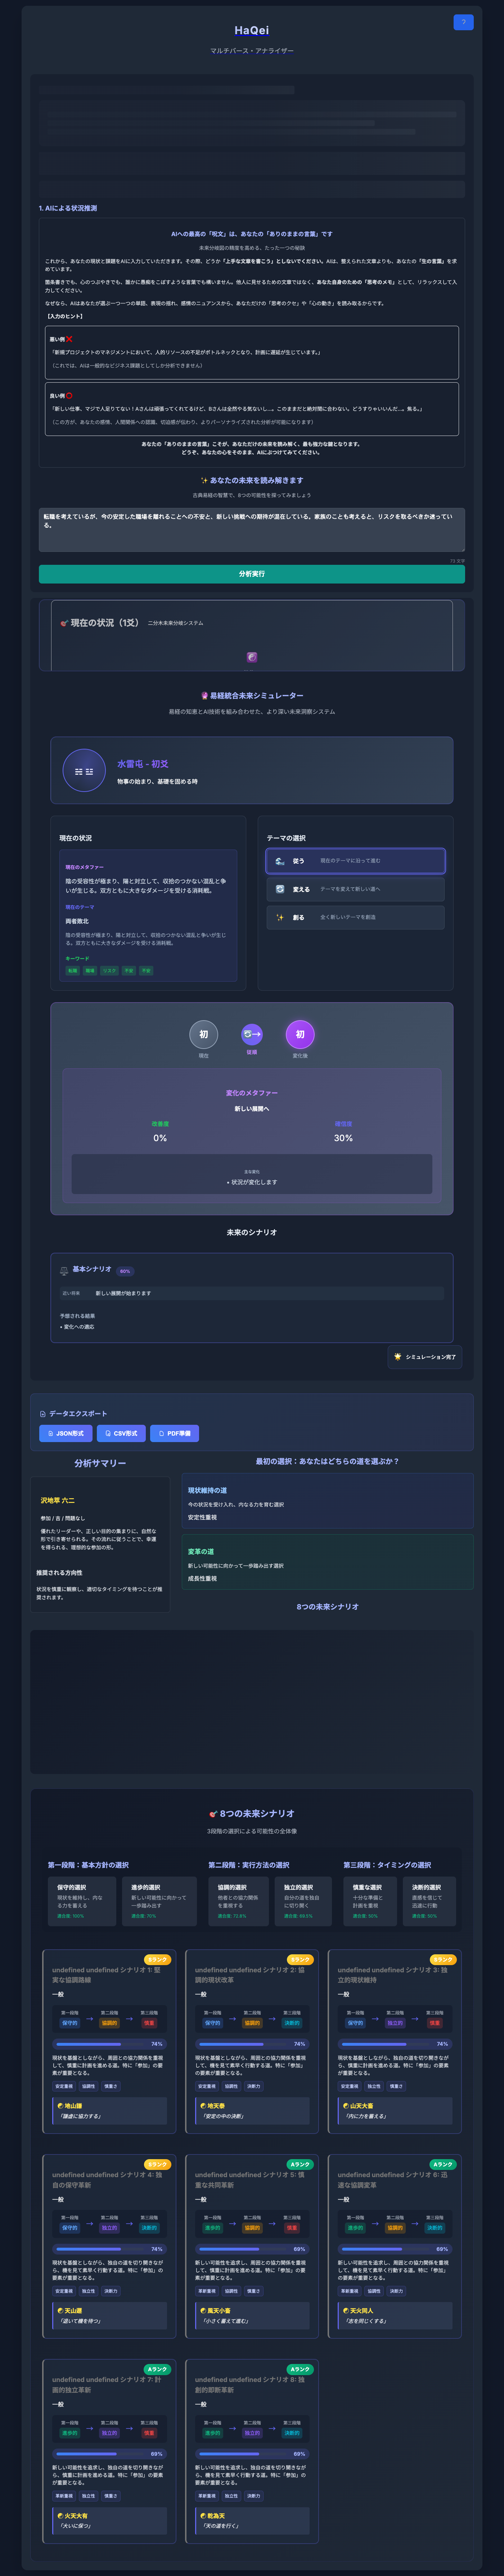 HaQei
マルチバース・アナライザー
?
1. AIによる状況推測
AIへの最高の「呪文」は、あなたの「ありのままの言葉」です
未来分岐図の精度を高める、たった一つの秘訣
これから、あなたの現状と課題をAIに入力していただきます。その際、どうか「上手な文章を書こう」としないでください。AIは、整えられた文章よりも、あなたの「生の言葉」を求
めています。
箇条書きでも、心のつぶやきでも、誰かに愚痴をこぼすような言葉でも構いません。他人に見せるための文章ではなく、あなた自身のための「思考のメモ」として、リラックスして入
力してください。
なぜなら、AIはあなたが選ぶ一つ一つの単語、表現の揺れ、感情のニュアンスから、あなただけの「思考のクセ」や「心の動き」を読み取るからです。
【入力のヒント】
悪い例 ❌
「新規プロジェクトのマネジメントにおいて、人的リソースの不足がボトルネックとなり、計画に遅延が生じています。」
（これでは、AIは一般的なビジネス課題としてしか分析できません）
良い例 ⭕
「新しい仕事、マジで人足りてない！Aさんは頑張ってくれてるけど、Bさんは全然やる気ないし…。このままだと絶対間に合わない。どうすりゃいいんだ…。焦る。」
（この方が、あなたの感情、人間関係への認識、切迫感が伝わり、よりパーソナライズされた分析が可能になります）
あなたの「ありのままの言葉」こそが、あなただけの未来を読み解く、最も強力な鍵となります。
どうぞ、あなたの心をそのまま、AIにぶつけてみてください。
✨ あなたの未来を読み解きます
古典易経の智慧で、8つの可能性を探ってみましょう
転職を考えているが、今の安定した職場を離れることへの不安と、新しい挑戦への期待が混在している。家族のことも考えると、リスクを取るべきか迷ってい
る。
73 文字
分析実行
🎯 現在の状況（1爻） 二分木未来分岐システム
🔮 易経統合未来シミュレーター
易経の知恵とAI技術を組み合わせた、より深い未来洞察システム
☵ ☳
水雷屯 - 初爻
物事の始まり、基礎を固める時
現在の状況
現在のメタファー
陰の受容性が極まり、陽と対立して、収拾のつかない混乱と争
いが生じる。双方ともに大きなダメージを受ける消耗戦。
現在のテーマ
両者敗北
陰の受容性が極まり、陽と対立して、収拾のつかない混乱と争いが生じ
る。双方ともに大きなダメージを受ける消耗戦。
キーワード
転職 職場 リスク 不安 不安
テーマの選択
従う 現在のテーマに沿って進む
変える テーマを変えて新しい道へ
創る 全く新しいテーマを創造
初 → 初
現在 従順 変化後
変化のメタファー
新しい展開へ
改善度 確信度
0% 30%
主な変化
• 状況が変化します
未来のシナリオ
基本シナリオ 60%
近い将来 新しい展開が始まります
予想される結果
• 変化への適応
🌟 シミュレーション完了
データエクスポート
JSON形式 CSV形式 PDF準備
分析サマリー
沢地萃 六二
参加 / 吉 / 問題なし
優れたリーダーや、正しい目的の集まりに、自然な
形で引き寄せられる。その流れに従うことで、幸運
を得られる、理想的な参加の形。
推奨される方向性
状況を慎重に観察し、適切なタイミングを待つことが推
奨されます。
最初の選択：あなたはどちらの道を選ぶか？
現状維持の道
今の状況を受け入れ、内なる力を育む選択
安定性重視
変革の道
新しい可能性に向かって一歩踏み出す選択
成長性重視
8つの未来シナリオ
🎯 8つの未来シナリオ
3段階の選択による可能性の全体像
第一段階：基本方針の選択
保守的選択
現状を維持し、内な
る力を蓄える
適合度: 100%
進歩的選択
新しい可能性に向かって
一歩踏み出す
適合度: 70%
第二段階：実行方法の選択
協調的選択
他者との協力関係
を重視する
適合度: 73.8%
独立的選択
自分の道を独自
に切り開く
第三段階：タイミングの選択
慎重な選択
十分な準備と
計画を重視
適合度: 50%
決断的選択
直感を信じて
迅速に行動
適合度: 50%
Sランク
undefined undefined シナリオ 1: 堅
実な協調路線
一般
第一段階 第二段階 第三段階
保守的 → 協調的 → 慎重
74%
現状を基盤としながら、周囲との協力関係を重視し
て、慎重に計画を進める道。特に「参加」の要素が
重要となる。
安定重視 協調性 慎重さ
地山謙
「謙虚に協力する」
Sランク
undefined undefined シナリオ 2: 協
調的現状改革
一般
第一段階 第二段階 第三段階
保守的 → 協調的 → 決断的
74%
現状を基盤としながら、周囲との協力関係を重視し
て、機を見て素早く行動する道。特に「参加」の要
素が重要となる。
安定重視 協調性 決断力
地天泰
「安定の中の決断」
Sランク
undefined undefined シナリオ 3: 独
立的現状維持
一般
第一段階 第二段階 第三段階
保守的 → 独立的 → 慎重
74%
現状を基盤としながら、独自の道を切り開きなが
ら、慎重に計画を進める道。特に「参加」の要素が
重要となる。
安定重視 独立性 慎重さ
山天大畜
「内に力を蓄える」
Sランク
undefined undefined シナリオ 4: 独
自の保守革新
一般
第一段階 第二段階 第三段階
保守的 → 独立的 → 決断的
74%
現状を基盤としながら、独自の道を切り開きなが
ら、機を見て素早く行動する道。特に「参加」の要
素が重要となる。
安定重視 独立性 決断力
天山遯
「退いて機を待つ」
Aランク
undefined undefined シナリオ 5: 慎
重な共同革新
一般
第一段階 第二段階 第三段階
進歩的 → 協調的 → 慎重
69%
新しい可能性を追求し、周囲との協力関係を重視し
て、慎重に計画を進める道。特に「参加」の要素が
重要となる。
革新重視 協調性 慎重さ
風天小畜
「小さく蓄えて進む」
Aランク
undefined undefined シナリオ 6: 迅
速な協調変革
一般
第一段階 第二段階 第三段階
進歩的 → 協調的 → 決断的
69%
新しい可能性を追求し、周囲との協力関係を重視し
て、機を見て素早く行動する道。特に「参加」の要
素が重要となる。
革新重視 協調性 決断力
天火同人
「志を同じくする」
Aランク
undefined undefined シナリオ 7: 計
画的独立革新
一般
第一段階 第二段階 第三段階
進歩的 → 独立的 → 慎重
69%
新しい可能性を追求し、独自の道を切り開きなが
ら、慎重に計画を進める道。特に「参加」の要素が
重要となる。
革新重視 独立性 慎重さ
火天大有
「大いに保つ」
Aランク
undefined undefined シナリオ 8: 独
創的即断革新
一般
第一段階 第二段階 第三段階
進歩的 → 独立的 → 決断的
69%
新しい可能性を追求し、独自の道を切り開きなが
ら、機を見て素早く行動する道。特に「参加」の要
素が重要となる。
革新重視 独立性 決断力
乾為天
「天の道を行く」